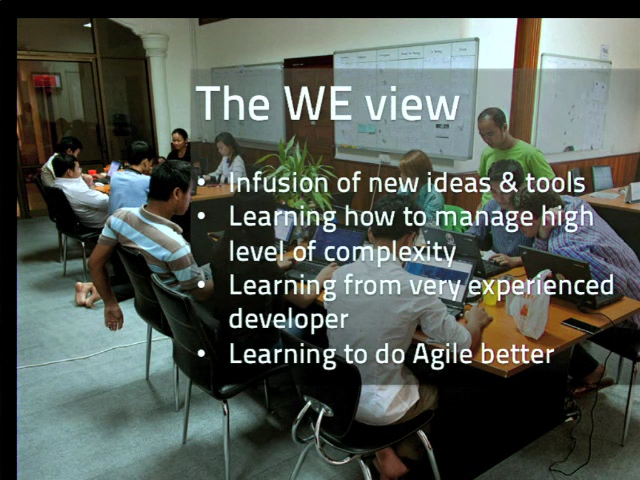 The WE view
• Infusion of new ideas & tools
• Learning how to manage high
level of complexity
• Learning from very experienced
developer
• Learning to do Agile better